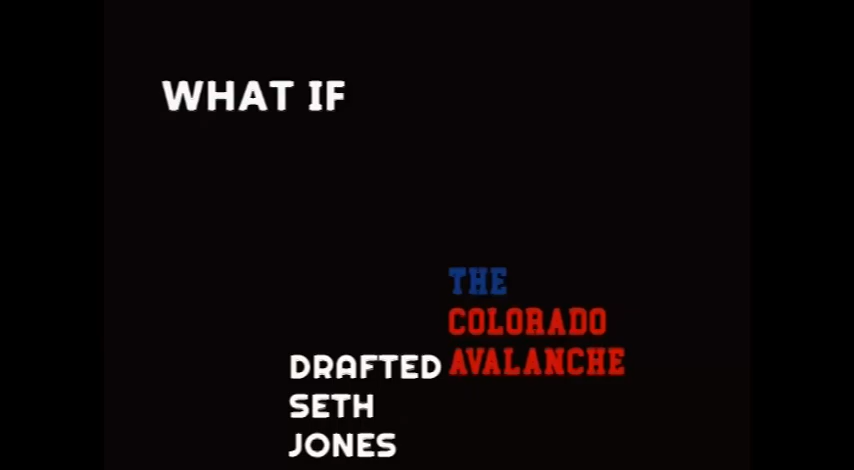 WHAT IF
THE
COLORADO
AVALANCHE
DRAFTED
SETH
JONES